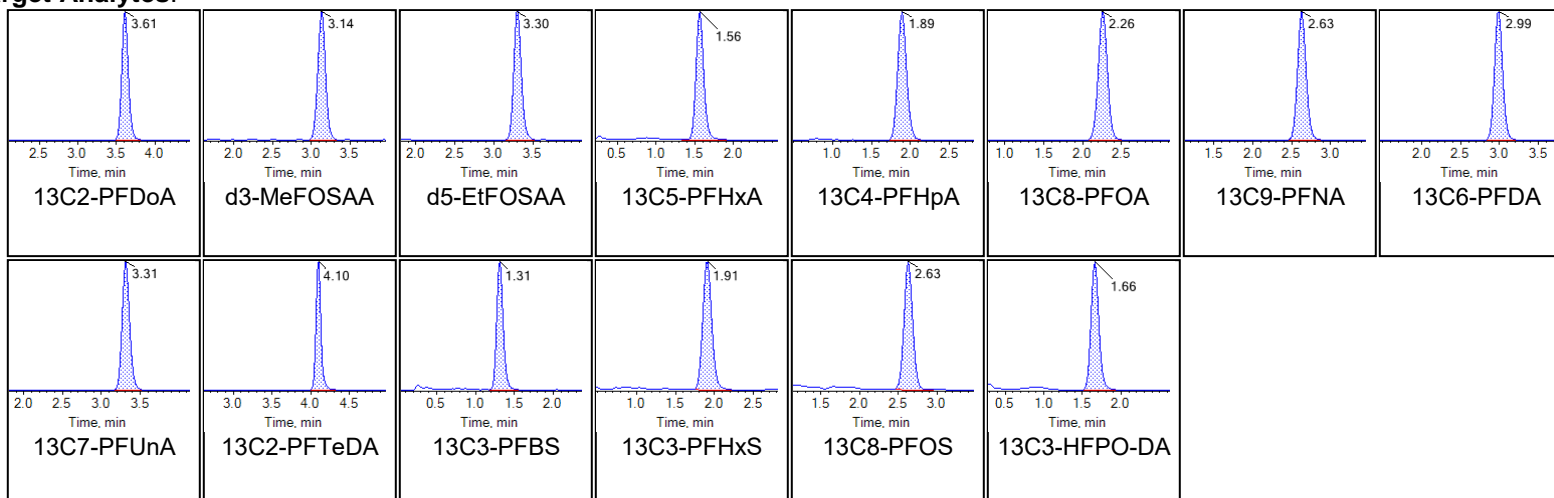 rget Analytes:
3.61 3.14 3.30 1.56 1.89 2.26 2.63 2.99
2.5 3.0 3.5 4.0 2.0 2.5 3.0 3.5 2.0 2.5 3.0 3.5 0.5 1.0 1.5 2.0 1.0 1.5 2.0 2.5 1.0 1.5 2.0 2.5 1.5 2.0 2.5 3.0 2.0 2.5 3.0 3.5
Time, min Time, min Time, min Time, min Time, min Time, min Time, min Time, min
13C2-PFDoA d3-MeFOSAA d5-EtFOSAA 13C5-PFHxA 13C4-PFHpA 13C8-PFOA 13C9-PFNA 13C6-PFDA
3.31 4.10 1.31 1.91 2.63 1.66
2.0 2.5 3.0 3.5 3.0 3.5 4.0 4.5 0.5 1.0 1.5 2.0 1.0 1.5 2.0 2.5 1.5 2.0 2.5 3.0 0.5 1.0 1.5 2.0
Time, min Time, min Time, min Time, min Time, min Time, min
13C7-PFUnA 13C2-PFTeDA 13C3-PFBS 13C3-PFHxS 13C8-PFOS 13C3-HFPO-DA